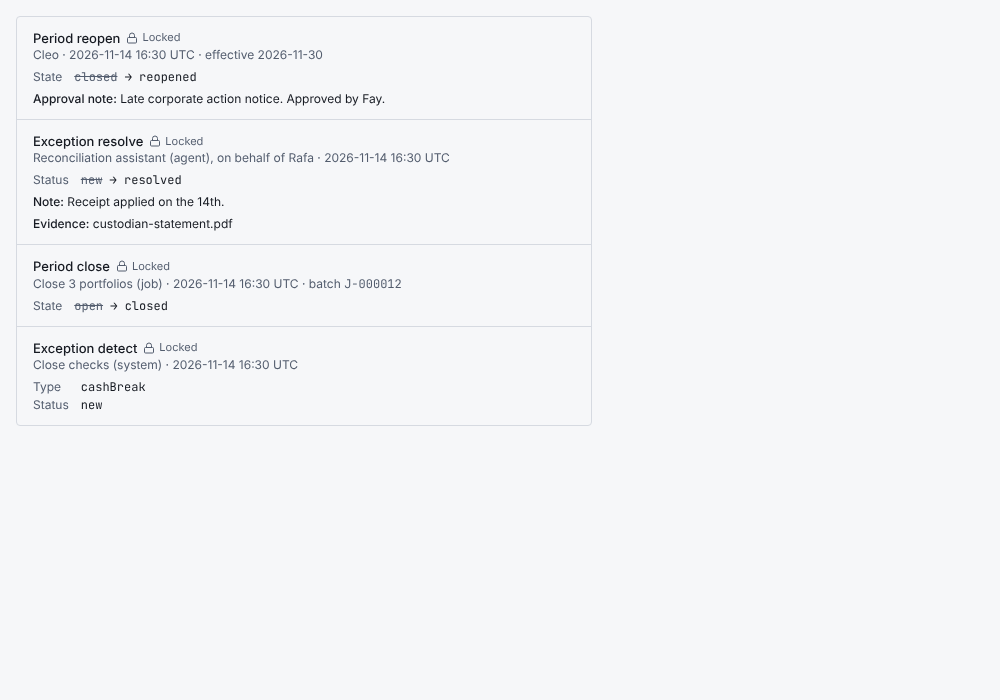 Period reopen Locked
Cleo · 2026-11-14 16:30 UTC · effective 2026-11-30
State closed → reopened
Approval note: Late corporate action notice. Approved by Fay.
Exception resolve Locked
Reconciliation assistant (agent), on behalf of Rafa · 2026-11-14 16:30 UTC
Status new → resolved
Note: Receipt applied on the 14th.
Evidence: custodian-statement.pdf
Period close Locked
Close 3 portfolios (job) · 2026-11-14 16:30 UTC · batch J-000012
State open → closed
Exception detect Locked
Close checks (system) · 2026-11-14 16:30 UTC
Type cashBreak
Status new